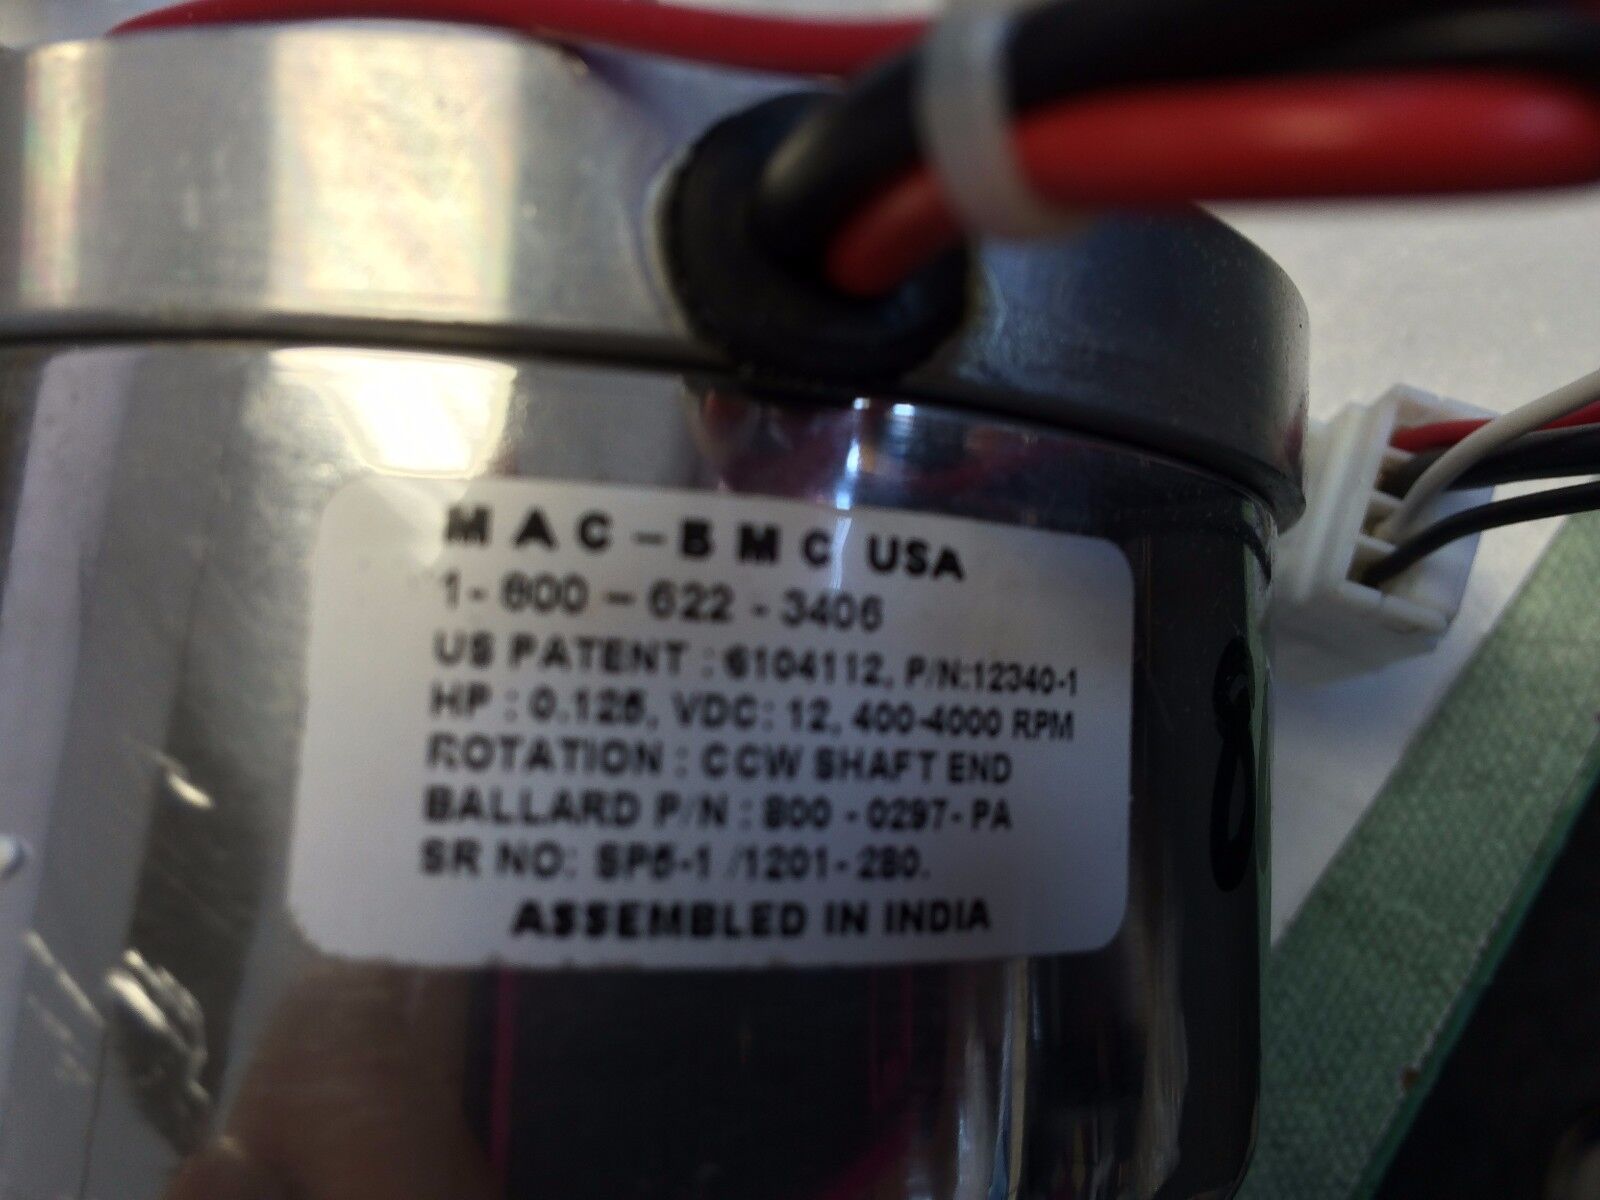 MAC-BMC USA
1-800-622-3406
US PATENT : 6104112, P/N:12340-1
HP : 0.125, VDC: 12, 400-4000 RPM
ROTATION : CCW SHAFT END
BALLARD P/N : 800-0297-PA
SR NO: SP5-1 /1201-280.
ASSEMBLED IN INDIA
8